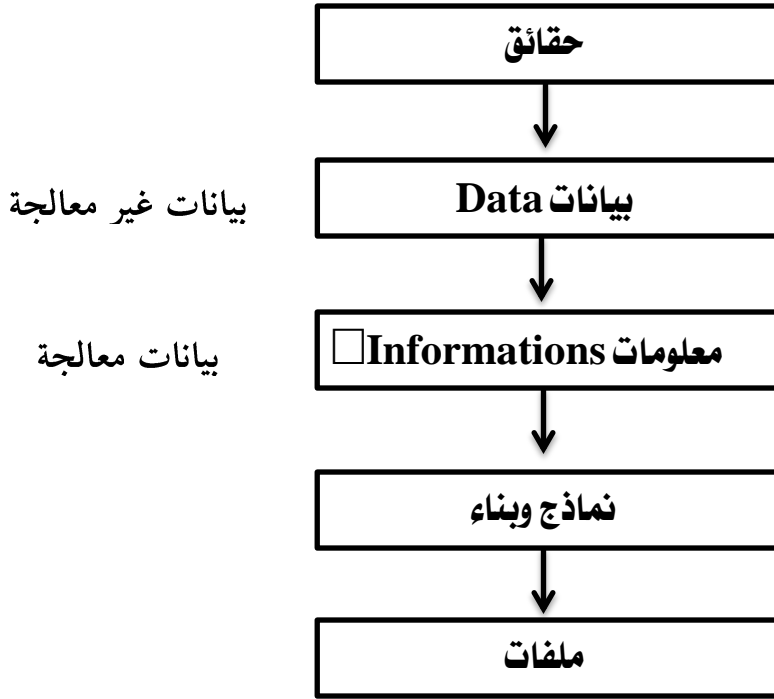 حقائق
بيانات Data
بيانات غير معالجة
معلومات Informations□
بيانات معالجة
نماذج وبناء
ملفات